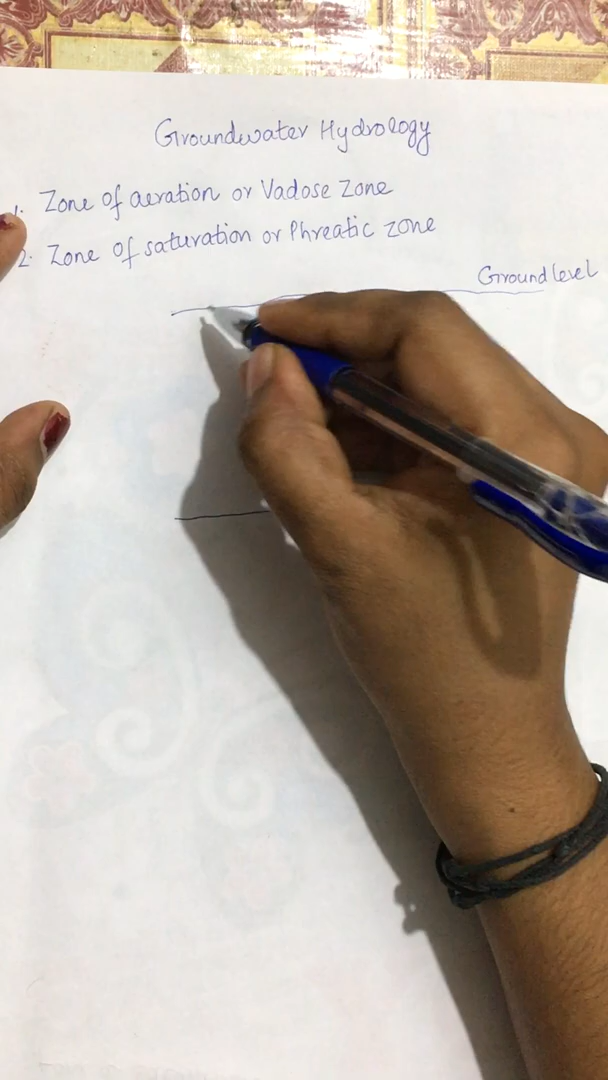 Groundwater Hydrology
1. Zone of aeration or Vadose Zone
2. Zone of saturation or Phreatic zone
Ground level